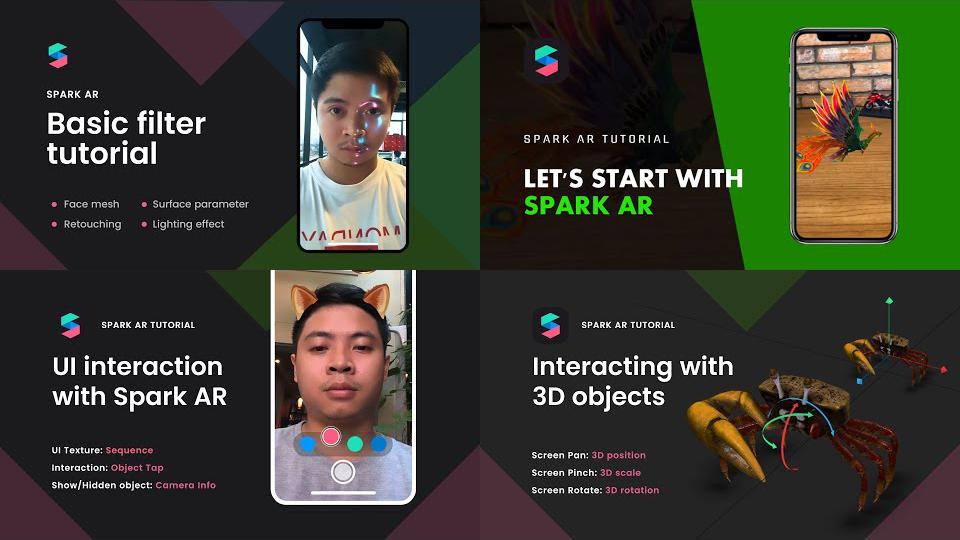 SPARK AR
Basic filter
tutorial
Face mesh
Surface parameter
Retouching
Lighting effect
SPARK AR TUTORIAL
LET'S START WITH
SPARK AR
SPARK AR TUTORIAL
UI interaction
with Spark AR
UI Texture: Sequence
Interaction: Object Tap
Show/Hidden object: Camera Info
SPARK AR TUTORIAL
Interacting with
3D objects
Screen Pan: 3D position
Screen Pinch: 3D scale
Screen Rotate: 3D rotation